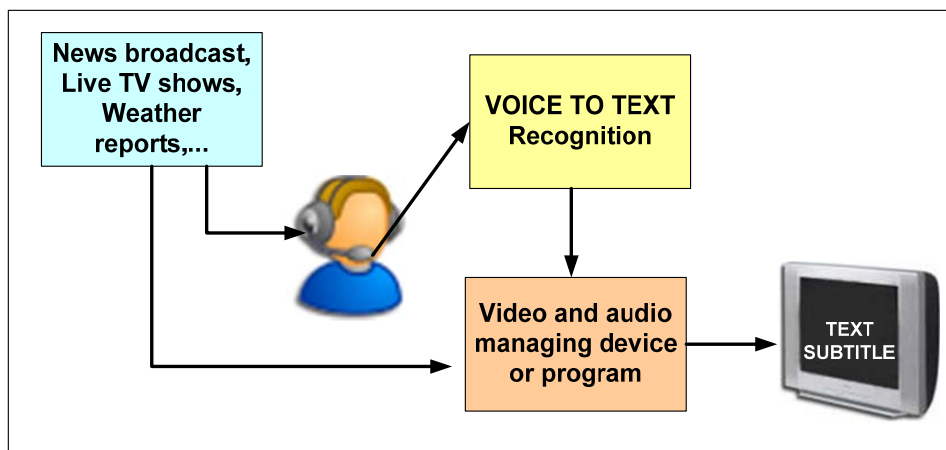 News broadcast,
Live TV shows,
Weather
reports,...
VOICE TO TEXT
Recognition
Video and audio
managing device
or program
TEXT
SUBTITLE